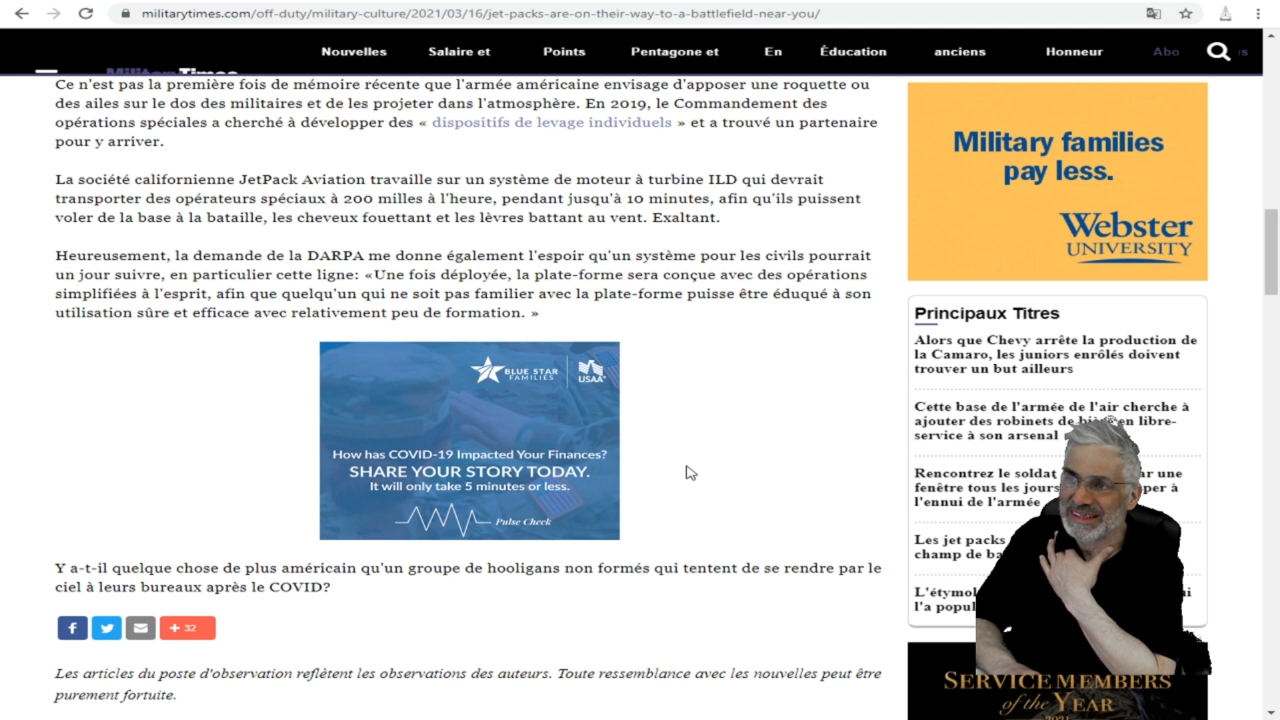 militarytimes.com/off-duty/military-culture/2021/03/16/jet-packs-are-on-their-way-to-a-battlefield-near-you/
Nouvelles Salaire et Points Pentagone et En Éducation anciens Honneur Abo
Ce n'est pas la première fois de mémoire récente que l'armée américaine envisage d'apposer une roquette ou
des ailes sur le dos des militaires et de les projeter dans l'atmosphère. En 2019, le Commandement des
opérations spéciales a cherché à développer des « dispositifs de levage individuels » et a trouvé un partenaire
pour y arriver.
La société californienne JetPack Aviation travaille sur un système de moteur à turbine ILD qui devrait
transporter des opérateurs spéciaux à 200 milles à l'heure, pendant jusqu'à 10 minutes, afin qu'ils puissent
voler de la base à la bataille, les cheveux fouettant et les lèvres battant au vent. Exaltant.
Heureusement, la demande de la DARPA me donne également l'espoir qu'un système pour les civils pourrait
un jour suivre, en particulier cette ligne: «Une fois déployée, la plate-forme sera conçue avec des opérations
simplifiées à l'esprit, afin que quelqu'un qui ne soit pas familier avec la plate-forme puisse être éduqué à son
utilisation sûre et efficace avec relativement peu de formation. »
BLUE STAR
FAMILIES
USAA
How has COVID-19 Impacted Your Finances?
SHARE YOUR STORY TODAY.
It will only take 5 minutes or less.
Pulse Check
Y a-t-il quelque chose de plus américain qu'un groupe de hooligans non formés qui tentent de se rendre par le
ciel à leurs bureaux après le COVID?
+ 32
Les articles du poste d'observation reflètent les observations des auteurs. Toute ressemblance avec les nouvelles peut être
purement fortuite.
Military families
pay less.
Webster
UNIVERSITY
Principaux Titres
Alors que Chevy arrête la production de
la Camaro, les juniors enrôlés doivent
trouver un but ailleurs
Cette base de l'armée de l'air cherche à
ajouter des robinets de bière en libre-
service à son arsenal
Rencontrez le soldat ar une
fenêtre tous les jours per à
l'ennui de l'armée
Les jet packs
champ de
L'a popul
SERVICE MEMBERS
of the YEAR
2021